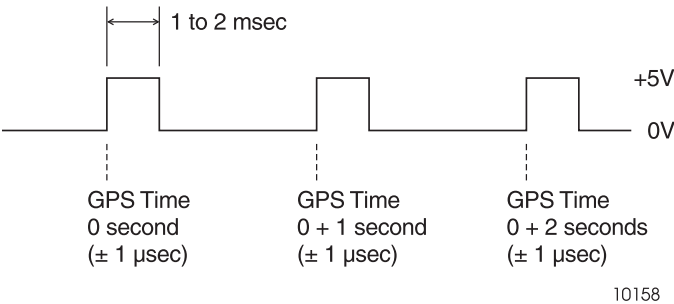 1 to 2 msec
+5V
0V
GPS Time
0 second
(± 1 µsec)
GPS Time
0 + 1 second
(± 1 µsec)
GPS Time
0 + 2 seconds
(± 1 µsec)
10158